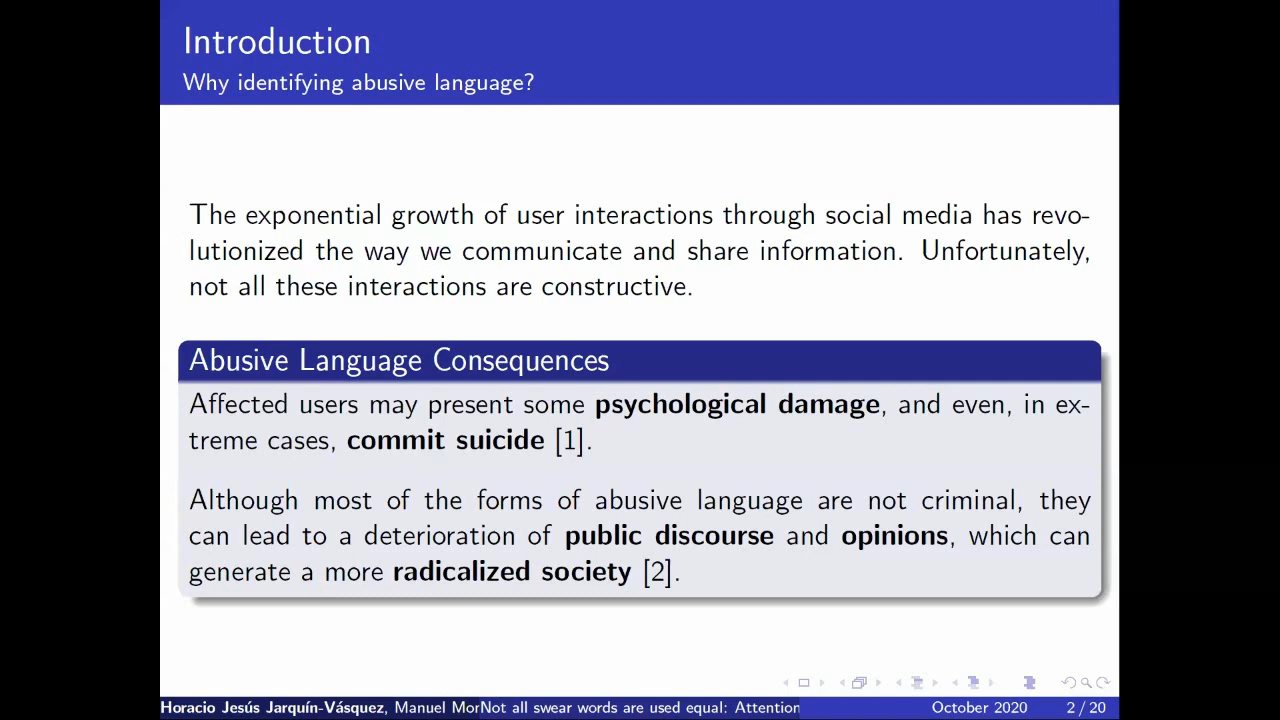 Introduction
Why identifying abusive language?
The exponential growth of user interactions through social media has revo-
lutionized the way we communicate and share information. Unfortunately,
not all these interactions are constructive.
Abusive Language Consequences
Affected users may present some psychological damage, and even, in ex-
treme cases, commit suicide [1].
Although most of the forms of abusive language are not criminal, they
can lead to a deterioration of public discourse and opinions, which can
generate a more radicalized society [2].
Horacio Jesús Jarquín-Vásquez, Manuel Mor Not all swear words are used equal: Attention October 2020 2 / 20